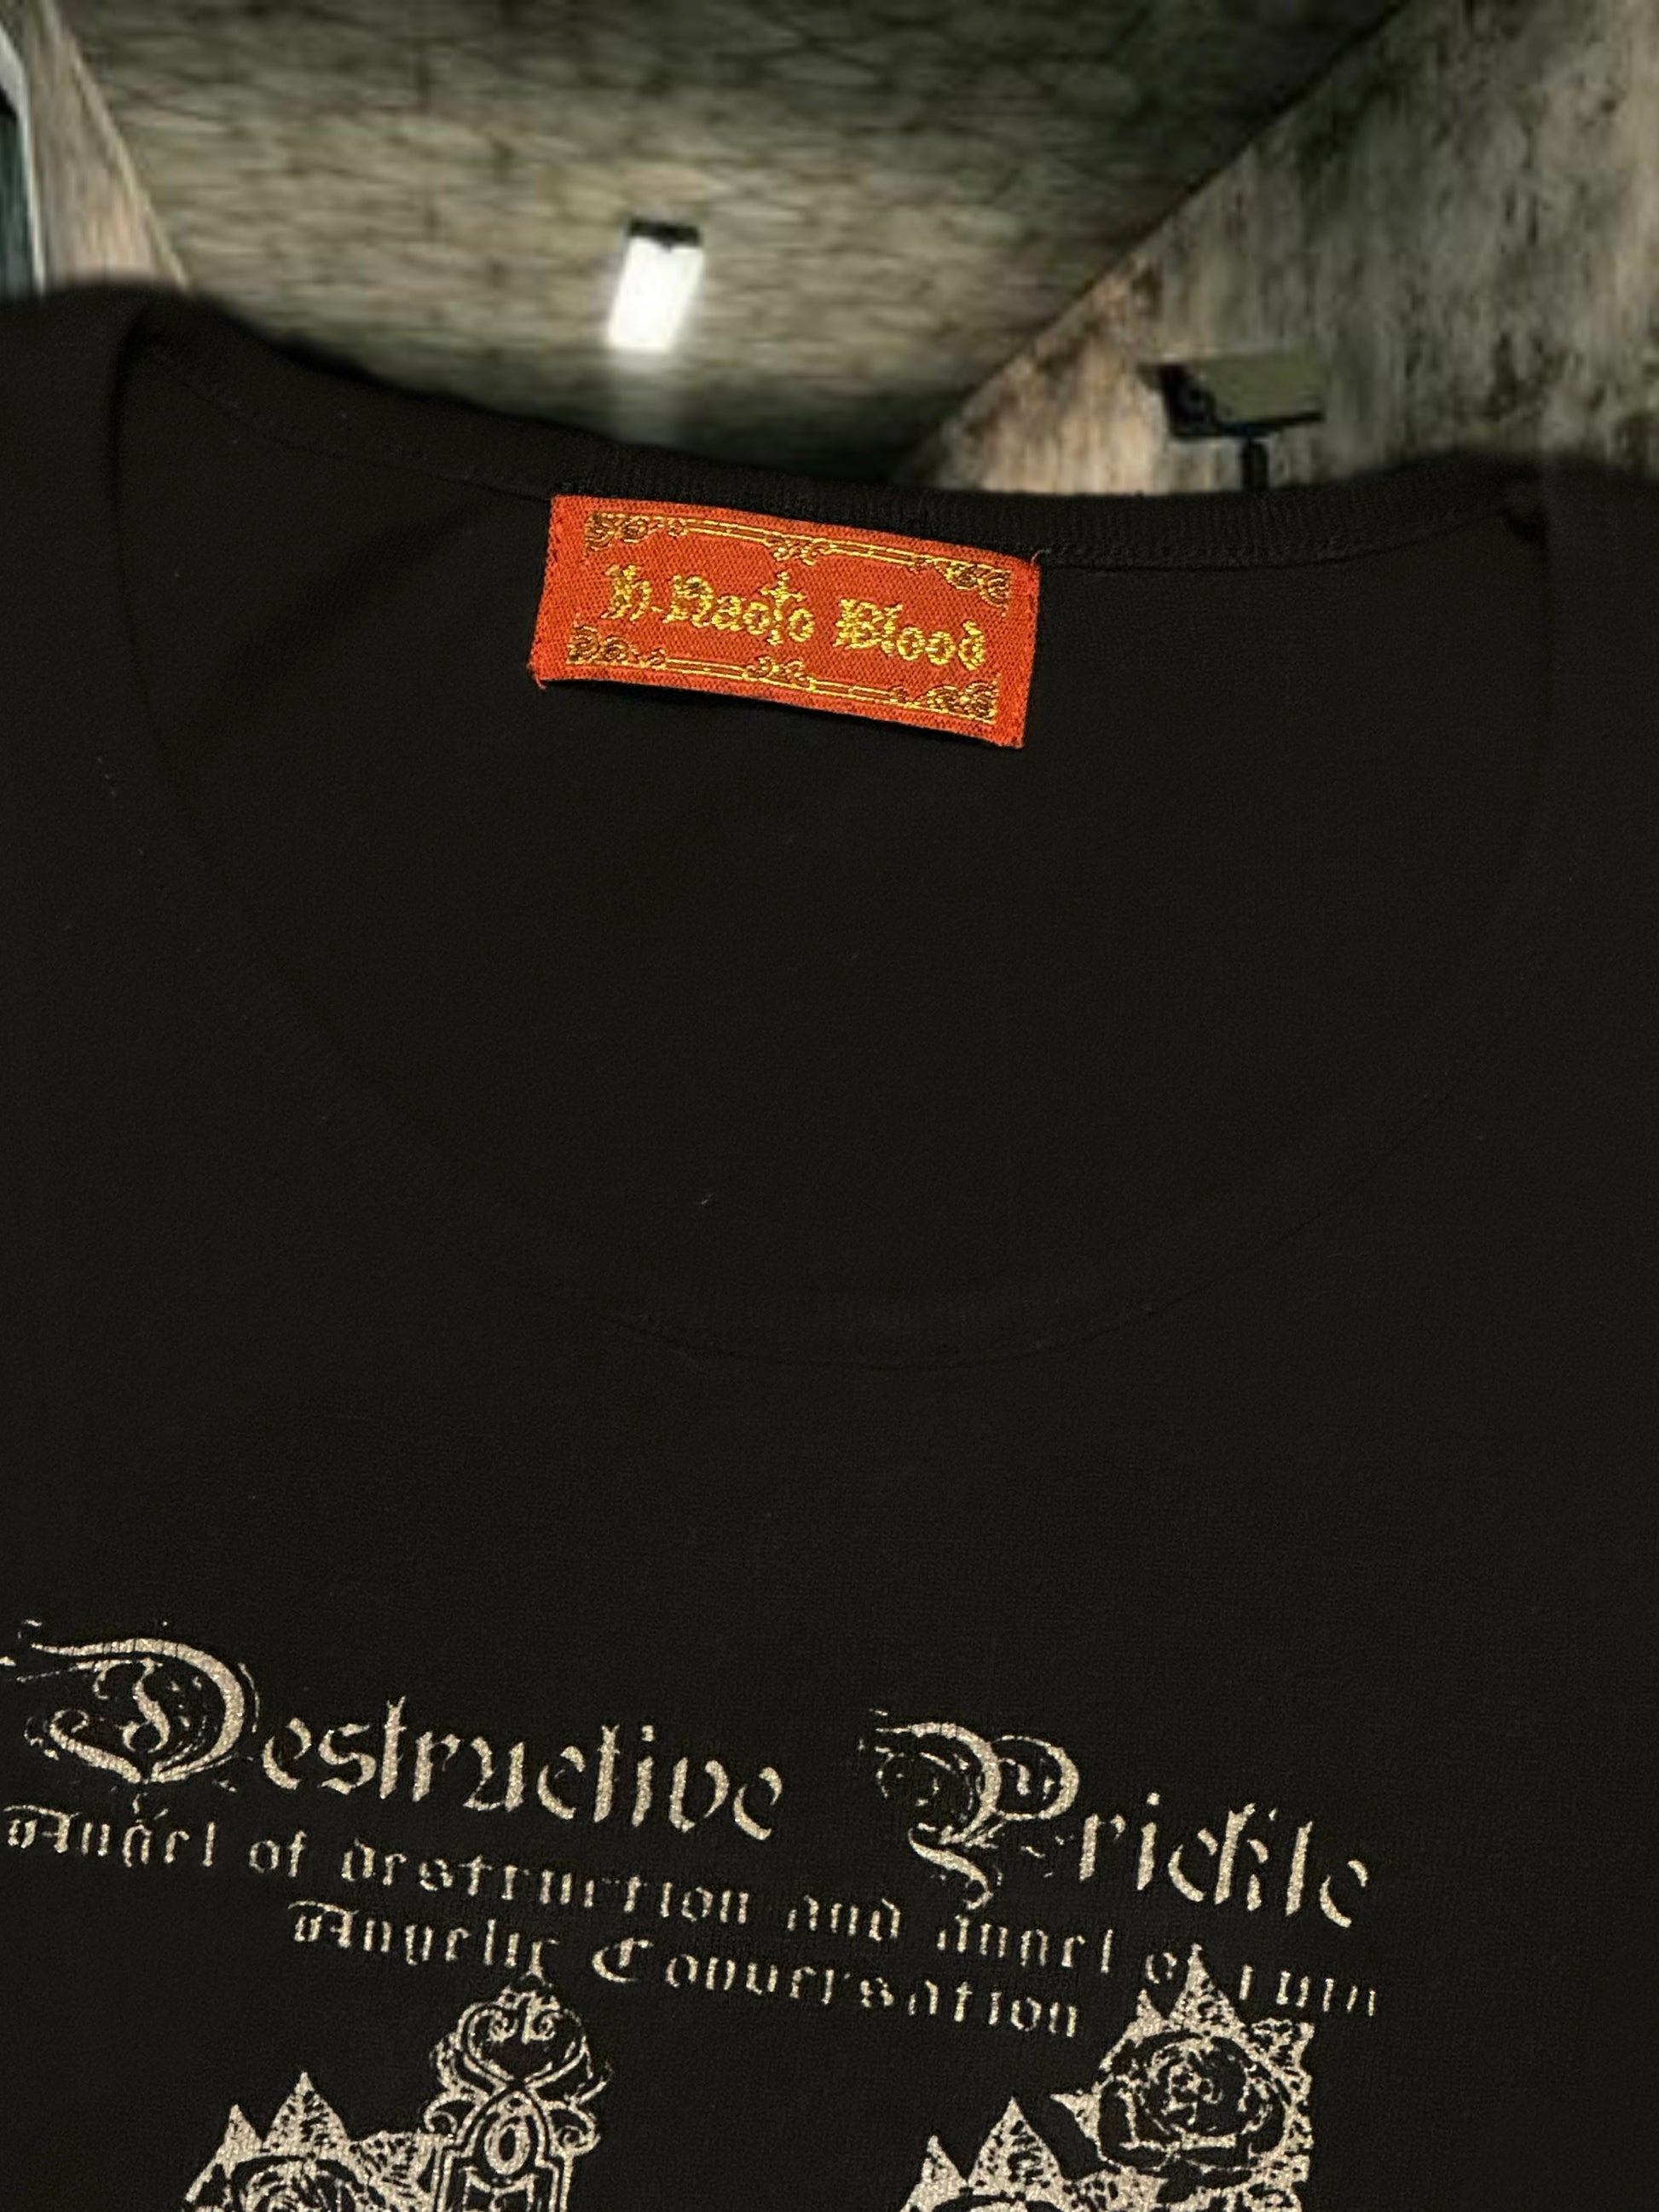 h.Naoto Blood
Destructive Prickle
Angel of destruction and angel of ruin
Angelic Conversation